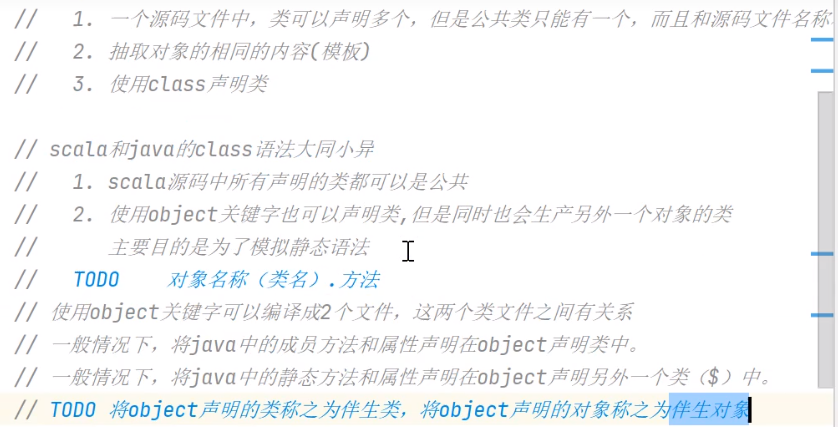 // 1. 一个源码文件中，类可以声明多个，但是公共类只能有一个，而且和源码文件名称
// 2. 抽取对象的相同的内容(模板)
// 3. 使用class声明类
// scala和java的class语法大同小异
// 1. scala源码中所有声明的类都可以是公共
// 2. 使用object关键字也可以声明类,但是同时也会生产另外一个对象的类
// 主要目的是为了模拟静态语法
// TODO 对象名称（类名）.方法
// 使用object关键字可以编译成2个文件，这两个类文件之间有关系
// 一般情况下，将java中的成员方法和属性声明在object声明类中。
// 一般情况下，将java中的静态方法和属性声明在object声明另外一个类（$）中。
// TODO 将object声明的类称之为伴生类，将object声明的对象称之为伴生对象